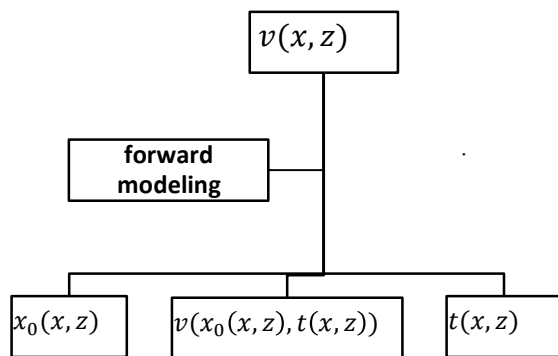 v(x, z)
forward
modeling
x₀(x, z)
v(x₀(x, z), t(x, z))
t(x, z)